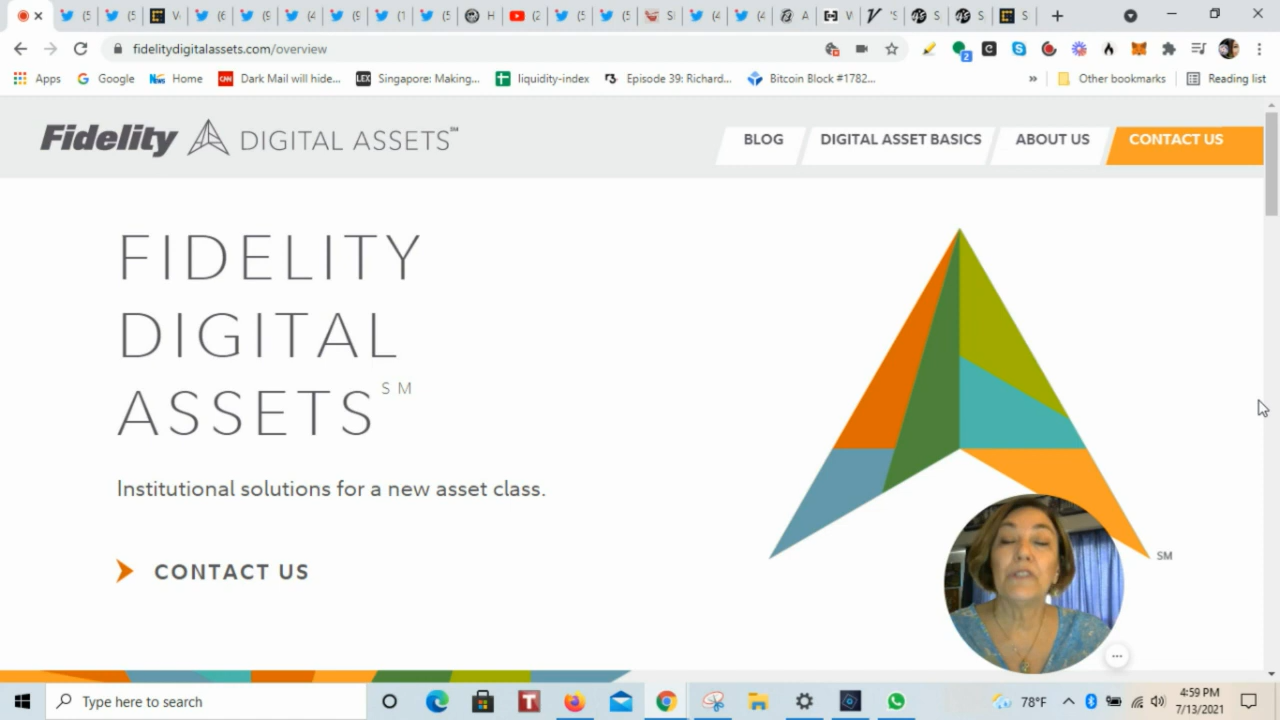 fidelitydigitalassets.com/overview
2
Apps
Google
Home
Dark Mail will hide...
Singapore: Making...
liquidity-index
Episode 39: Richard...
Bitcoin Block #1782...
»
Other bookmarks
Reading list
Fidelity DIGITAL ASSETS℠
BLOG
DIGITAL ASSET BASICS
ABOUT US
CONTACT US
FIDELITY
DIGITAL
ASSETS SM
Institutional solutions for a new asset class.
CONTACT US
SM
Type here to search
78°F
4:59 PM
7/13/2021